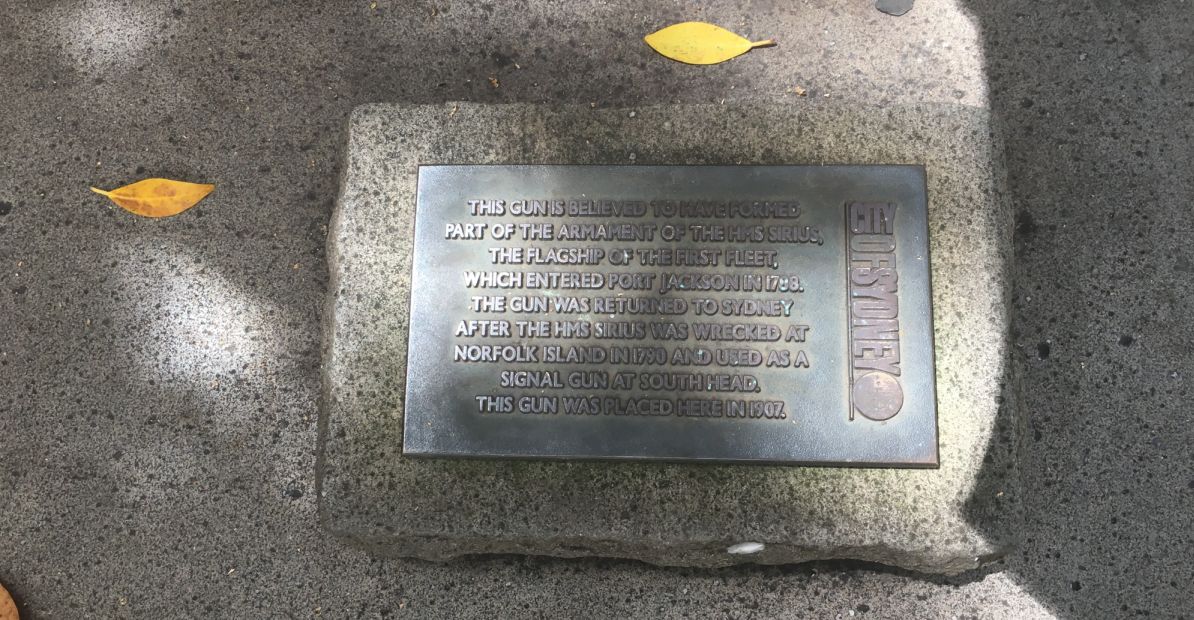 THIS GUN IS BELIEVED TO HAVE FORMED
PART OF THE ARMAMENT OF THE HMS SIRIUS,
THE FLAGSHIP OF THE FIRST FLEET,
WHICH ENTERED PORT JACKSON IN 1788.
THE GUN WAS RETURNED TO SYDNEY
AFTER THE HMS SIRIUS WAS WRECKED AT
NORFOLK ISLAND IN 1790 AND USED AS A
SIGNAL GUN AT SOUTH HEAD.
THIS GUN WAS PLACED HERE IN 1907.
CITY OF SYDNEY